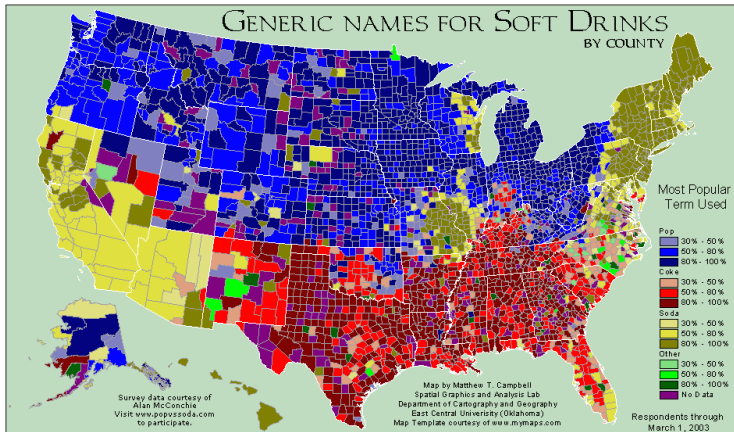 GENERIC NAMES FOR SOFT DRINKS
BY COUNTY
Most Popular
Term Used
Pop
30% - 50%
50% - 80%
80% - 100%
Coke
30% - 50%
50% - 80%
80% - 100%
Soda
30% - 50%
50% - 80%
80% - 100%
Other
30% - 50%
50% - 80%
80% - 100%
No Data
Survey data courtesy of
Alan McConchie
Visit www.popvssoda.com
to participate.
Map by Matthew T. Campbell
Spatial Graphics and Analysis Lab
Department of Cartography and Geography
East Central Univerisity (Oklahoma)
Map Template courtesy of www.mymaps.com
Respondents through
March 1, 2003